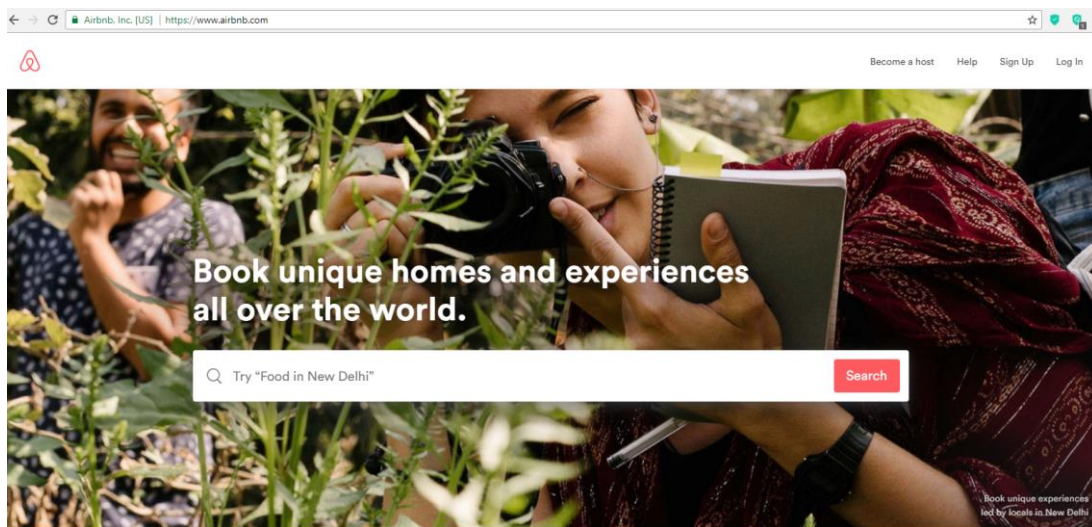 Airbnb, Inc. [US] | https://www.airbnb.com
Become a host Help Sign Up Log In
Book unique homes and experiences
all over the world.
Try “Food in New Delhi”
Search
Book unique experiences
led by locals in New Delhi